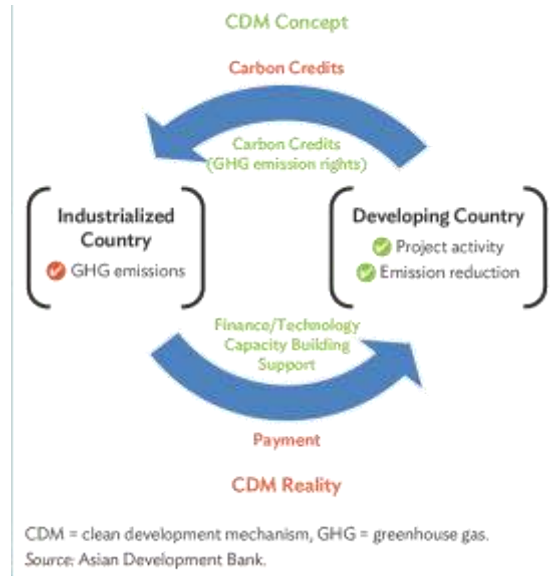 CDM Concept
Carbon Credits
Carbon Credits
(GHG emission rights)
Industrialized
Country
GHG emissions
Developing Country
Project activity
Emission reduction
Finance/Technology
Capacity Building
Support
Payment
CDM Reality
CDM = clean development mechanism, GHG = greenhouse gas.
Source: Asian Development Bank.